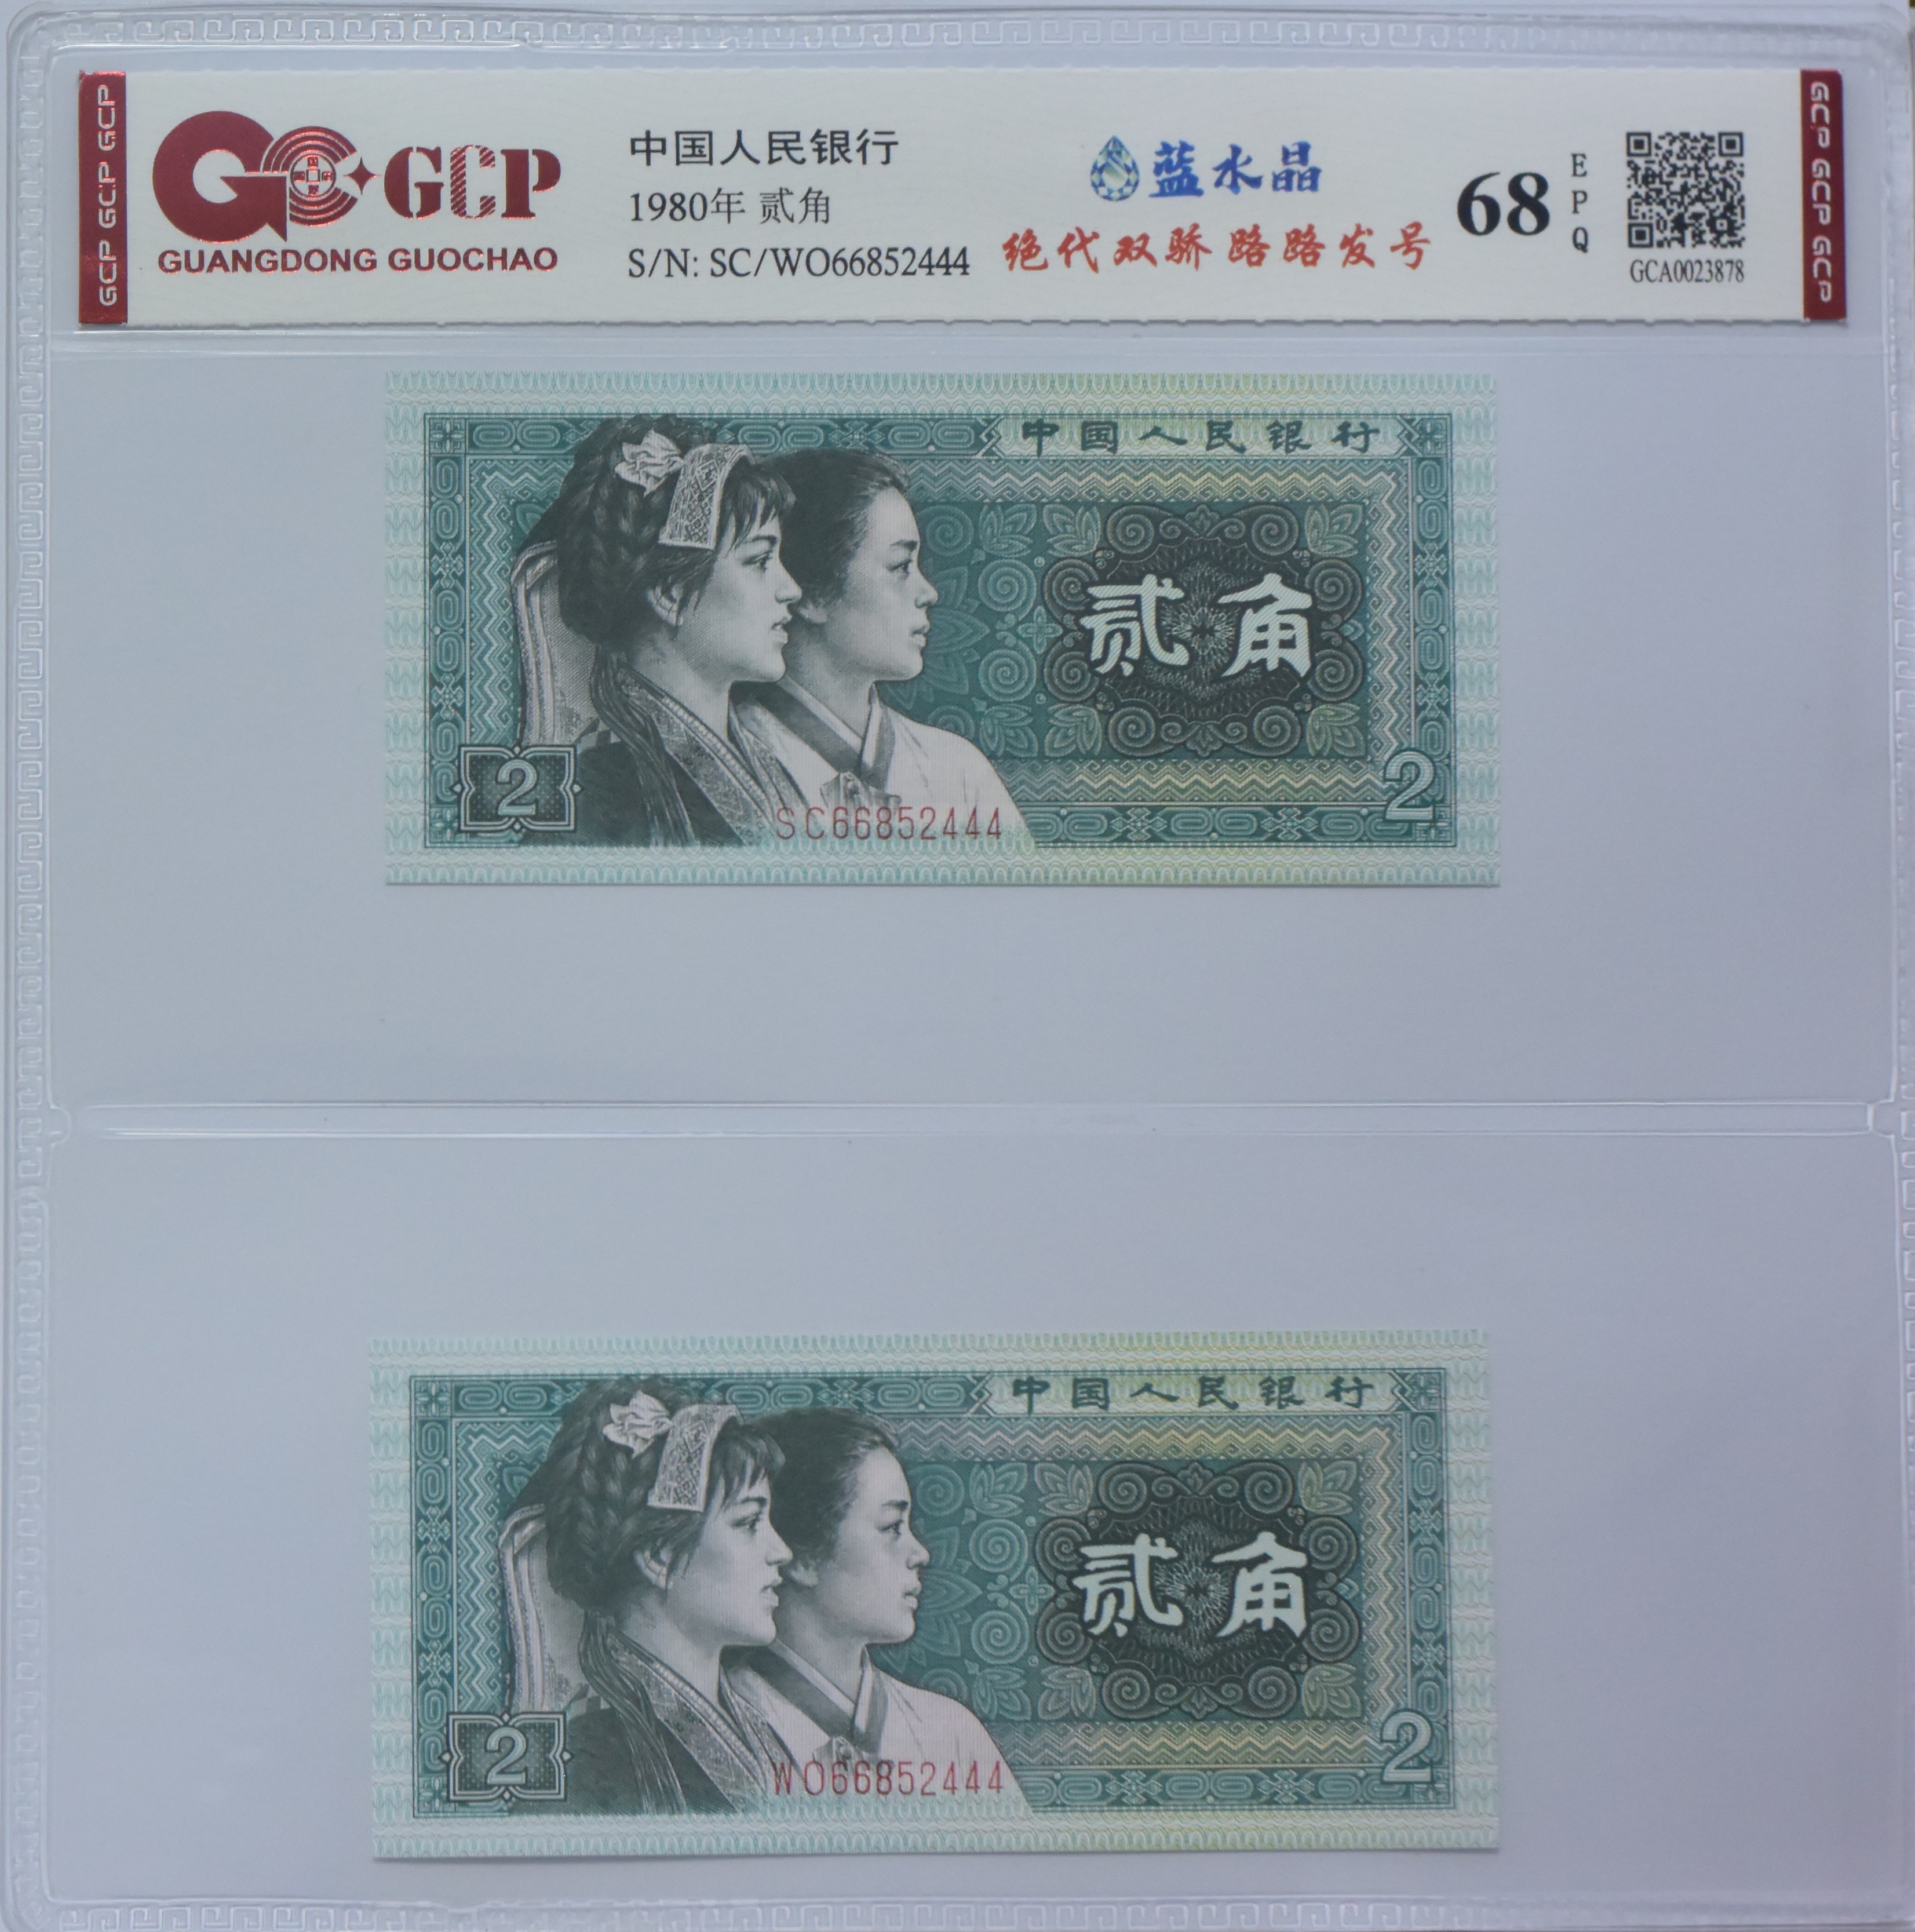 GCP GCP GCP
GCP
GUANGDONG GUOCHAO
中国人民银行
1980年 贰角
S/N: SC/WO66852444
蓝水晶
绝代双骄 路路发号
68
EPQ
GCA0023878
GCP GCP GCP
中国人民银行
贰角
2
2
SC66852444
中国人民银行
贰角
2
2
WO66852444